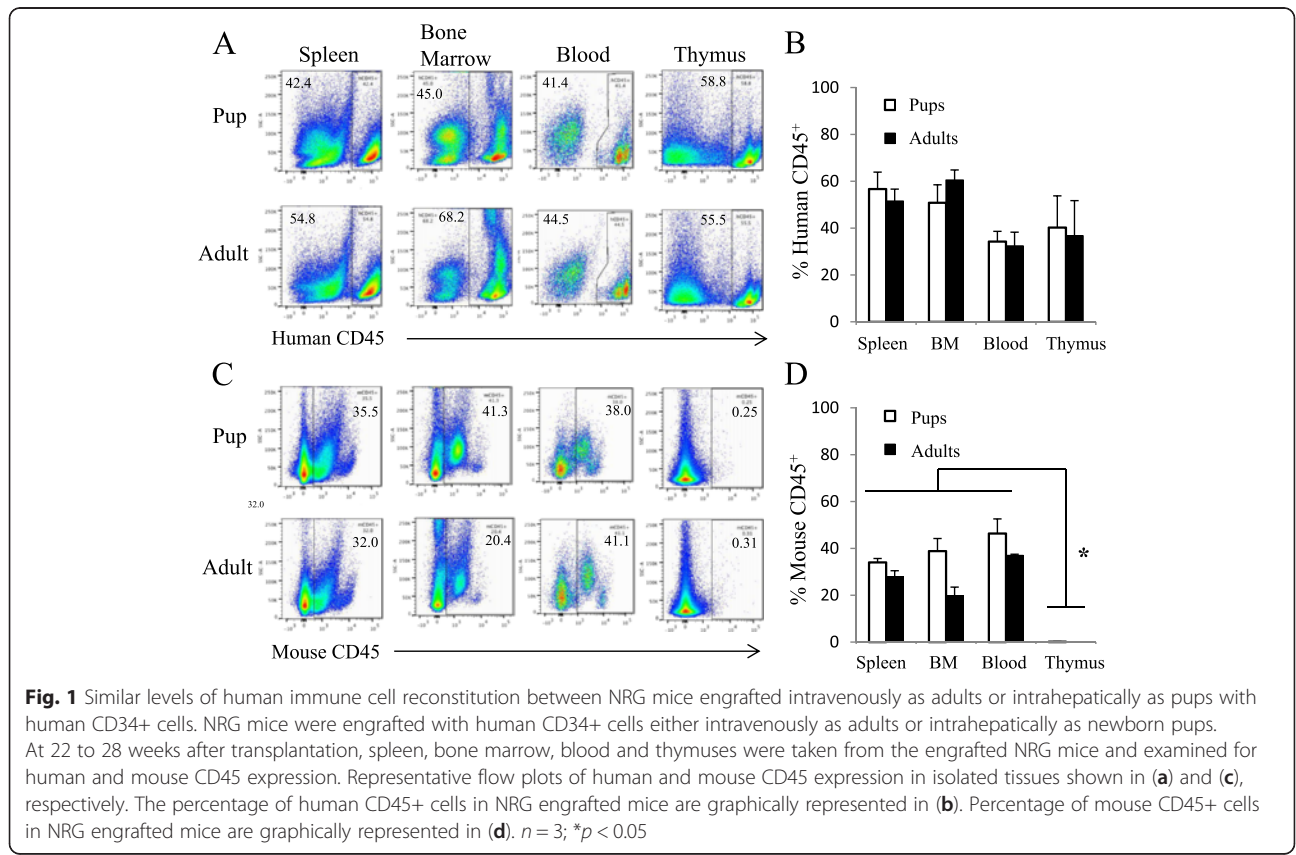 A
Spleen
Bone
Marrow
Blood
Thymus
Pup
42.4
45.0
41.4
58.8
Adult
54.8
68.2
44.5
55.5
Human CD45
B
% Human CD45+
100
80
60
40
20
0
Pups
Adults
Spleen BM Blood Thymus
C
Pup
35.5
41.3
38.0
0.25
32.0
Adult
32.0
20.4
41.1
0.31
Mouse CD45
D
% Mouse CD45+
100
80
60
40
20
0
Pups
Adults
*
Spleen BM Blood Thymus
Fig. 1 Similar levels of human immune cell reconstitution between NRG mice engrafted intravenously as adults or intrahepatically as pups with
human CD34+ cells. NRG mice were engrafted with human CD34+ cells either intravenously as adults or intrahepatically as newborn pups.
At 22 to 28 weeks after transplantation, spleen, bone marrow, blood and thymuses were taken from the engrafted NRG mice and examined for
human and mouse CD45 expression. Representative flow plots of human and mouse CD45 expression in isolated tissues shown in (a) and (c),
respectively. The percentage of human CD45+ cells in NRG engrafted mice are graphically represented in (b). Percentage of mouse CD45+ cells
in NRG engrafted mice are graphically represented in (d). n = 3; *p < 0.05